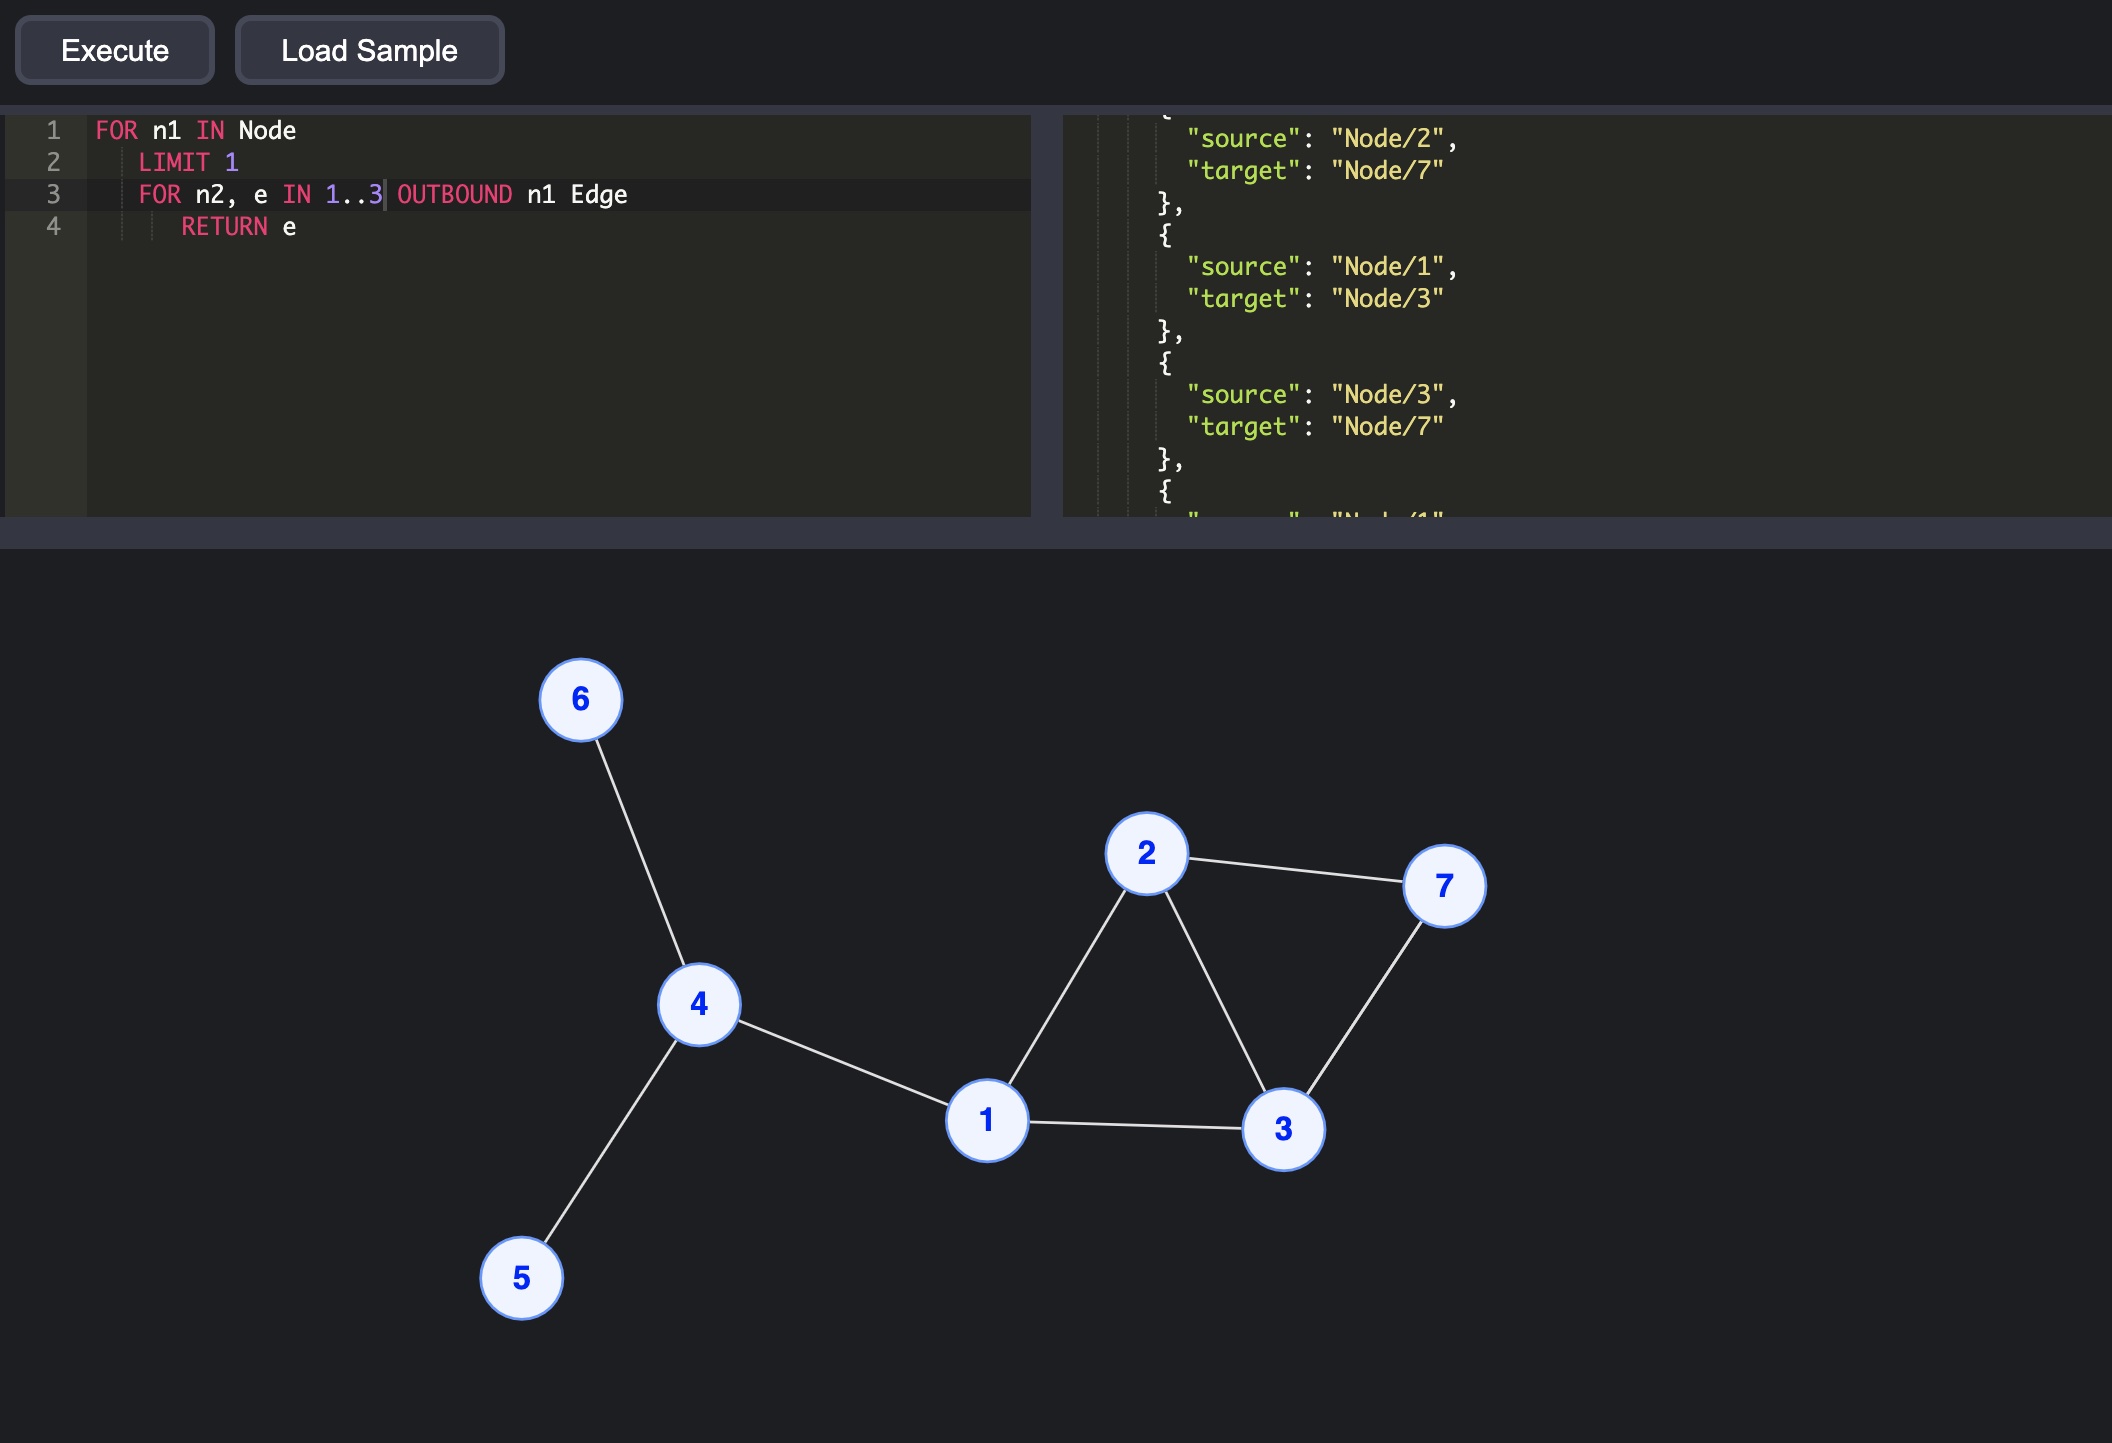 Execute
Load Sample
1 FOR n1 IN Node
2 LIMIT 1
3 FOR n2, e IN 1..3 OUTBOUND n1 Edge
4 RETURN e
"source": "Node/2",
"target": "Node/7"
},
{
"source": "Node/1",
"target": "Node/3"
},
{
"source": "Node/3",
"target": "Node/7"
},
{
6
2
7
4
1
3
5